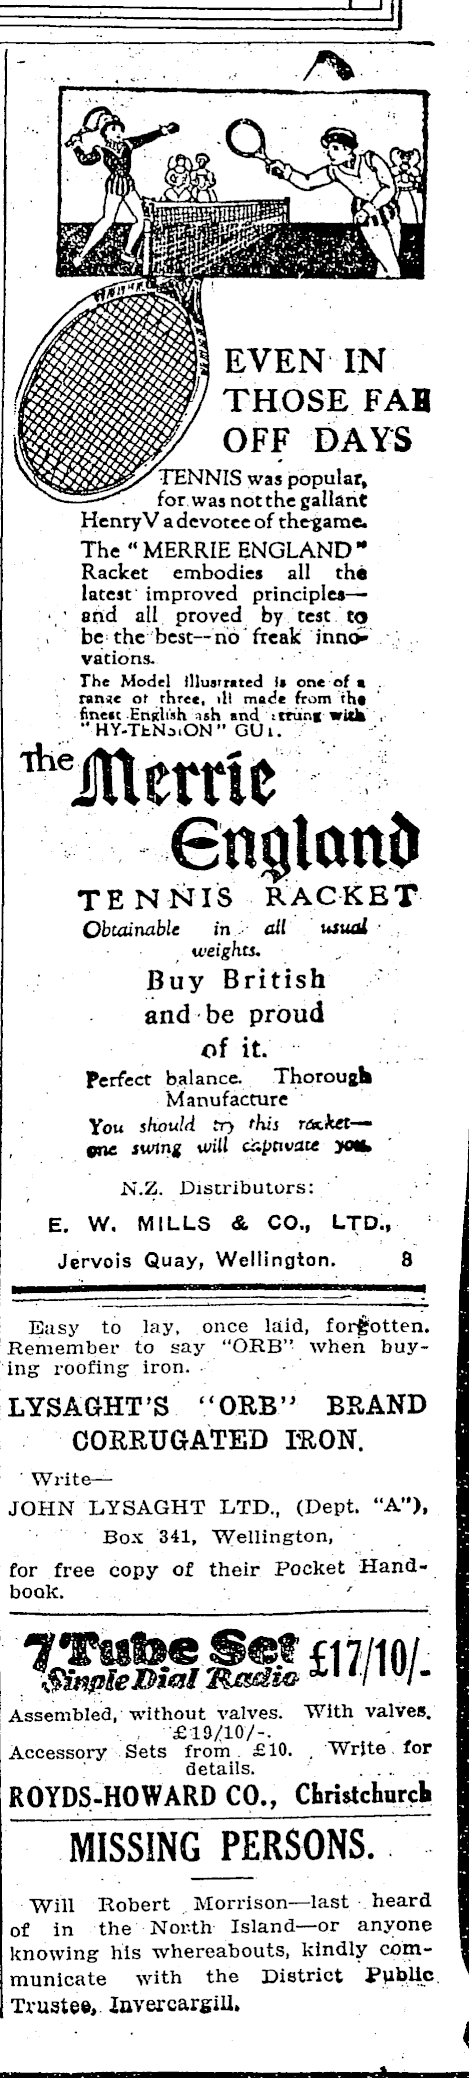 EVEN IN
THOSE FAR
OFF DAYS
TENNIS was popular,
for was not the gallant
Henry V a devotee of the game.
The "MERRIE ENGLAND"
Racket embodies all the
latest improved principles—
and all proved by test to
be the best—no freak inno-
vations.
The Model illustrated is one of a
range of three, all made from the
finest English ash and strung with
"HY-TENSION" GUT.
The Merrie
England
TENNIS RACKET
Obtainable in all usual
weights.
Buy British
and be proud
of it.
Perfect balance. Thorough
Manufacture
You should try this racket—
one swing will captivate you.
N.Z. Distributors:
E. W. MILLS & CO., LTD.,
Jervois Quay, Wellington. 8
Easy to lay, once laid, forgotten.
Remember to say "ORB" when buy-
ing roofing iron.
LYSAGHT'S "ORB" BRAND
CORRUGATED IRON.
Write—
JOHN LYSAGHT LTD., (Dept. "A"),
Box 341, Wellington,
for free copy of their Pocket Hand-
book.
7 Tube Set £17/10/-
Single Dial Radio
Assembled, without valves. With valves,
£19/10/-.
Accessory Sets from £10. Write for
details.
ROYDS-HOWARD CO., Christchurch
MISSING PERSONS.
Will Robert Morrison—last heard
of in the North Island—or anyone
knowing his whereabouts, kindly com-
municate with the District Public
Trustee, Invercargill.